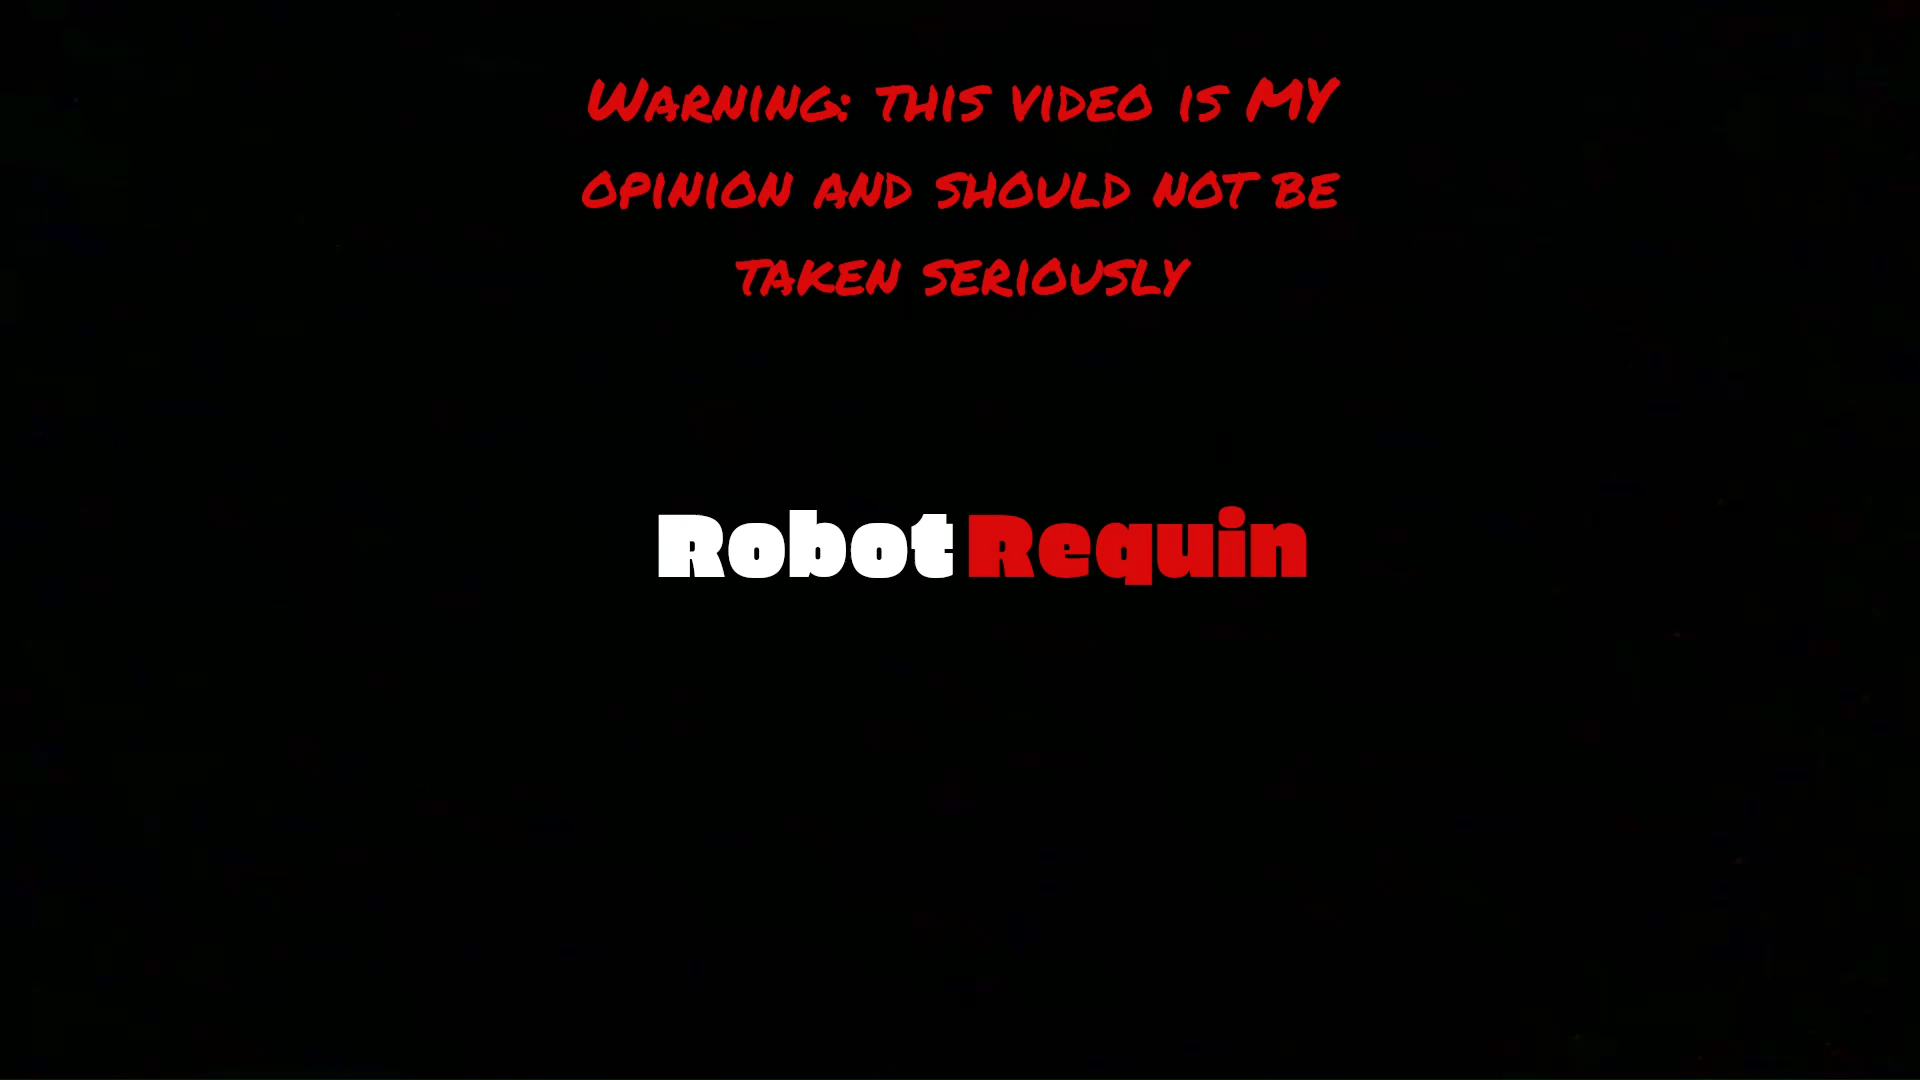 Warning: this video is MY
opinion and should not be
taken seriously
Robot Requin